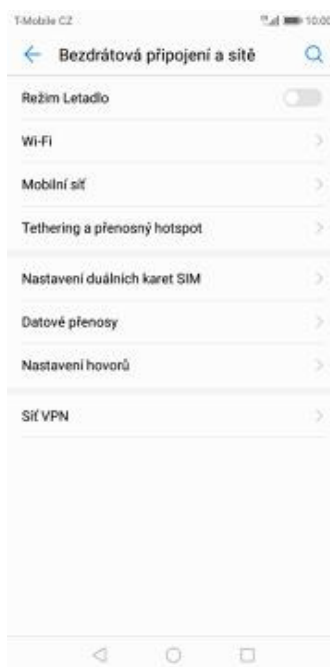 T-Mobile CZ 10:00
Bezdrátová připojení a sítě
Režim Letadlo
Wi-Fi
Mobilní síť
Tethering a přenosný hotspot
Nastavení duálních karet SIM
Datové přenosy
Nastavení hovorů
Síť VPN